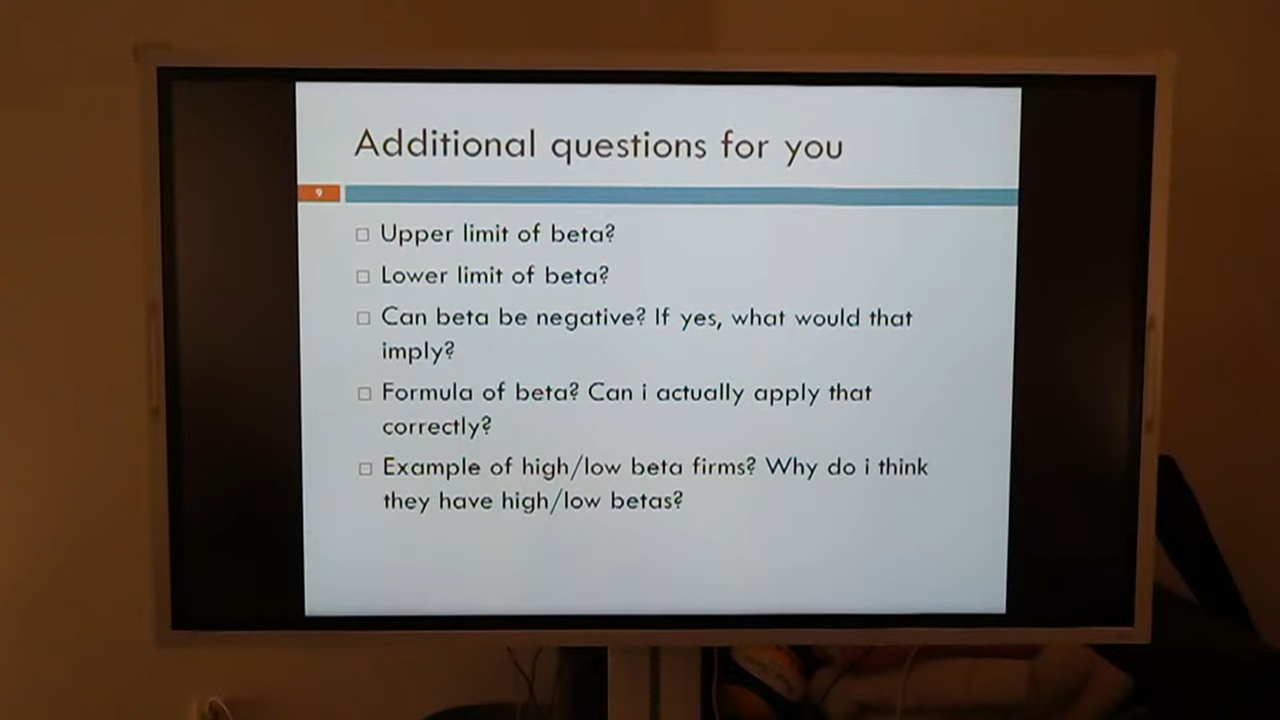 Additional questions for you
9
Upper limit of beta?
Lower limit of beta?
Can beta be negative? If yes, what would that
imply?
Formula of beta? Can i actually apply that
correctly?
Example of high/low beta firms? Why do i think
they have high/low betas?